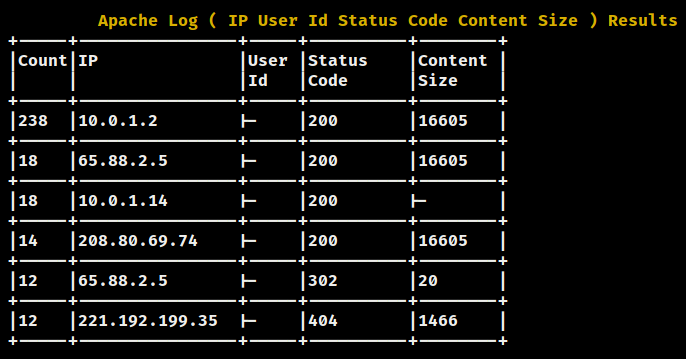 Apache Log ( IP User Id Status Code Content Size ) Results
+-----+----------------+-----+----------+--------+
|Count|IP              |User |Status    |Content |
|     |                |Id   |Code      |Size    |
+-----+----------------+-----+----------+--------+
|238  |10.0.1.2        |-    |200       |16605   |
+-----+----------------+-----+----------+--------+
|18   |65.88.2.5       |-    |200       |16605   |
+-----+----------------+-----+----------+--------+
|18   |10.0.1.14       |-    |200       |-       |
+-----+----------------+-----+----------+--------+
|14   |208.80.69.74    |-    |200       |16605   |
+-----+----------------+-----+----------+--------+
|12   |65.88.2.5       |-    |302       |20      |
+-----+----------------+-----+----------+--------+
|12   |221.192.199.35  |-    |404       |1466    |
+-----+----------------+-----+----------+--------+